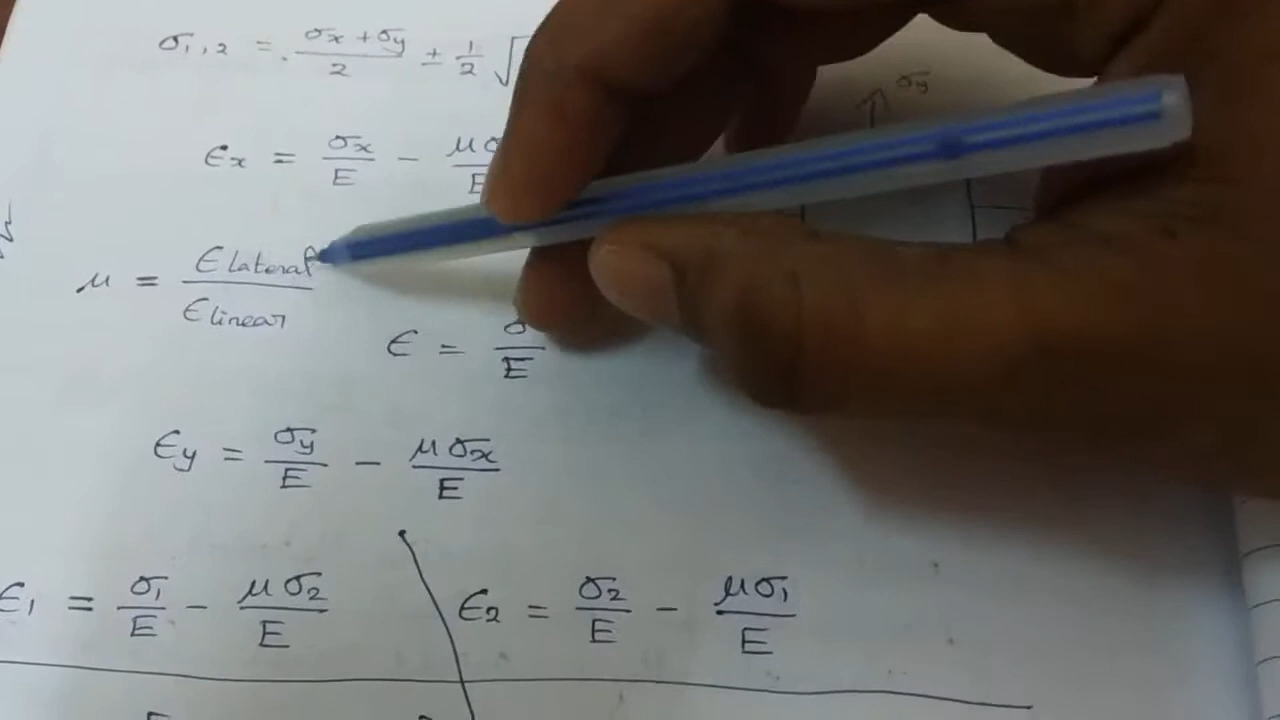 σ1,2 = σx + σy / 2 ± 1/2 √
σy
εx = σx / E - μσ / E
μ = ε lateral / ε linear
ε = σ / E
εy = σy / E - μσx / E
ε1 = σ1 / E - μσ2 / E
ε2 = σ2 / E - μσ1 / E